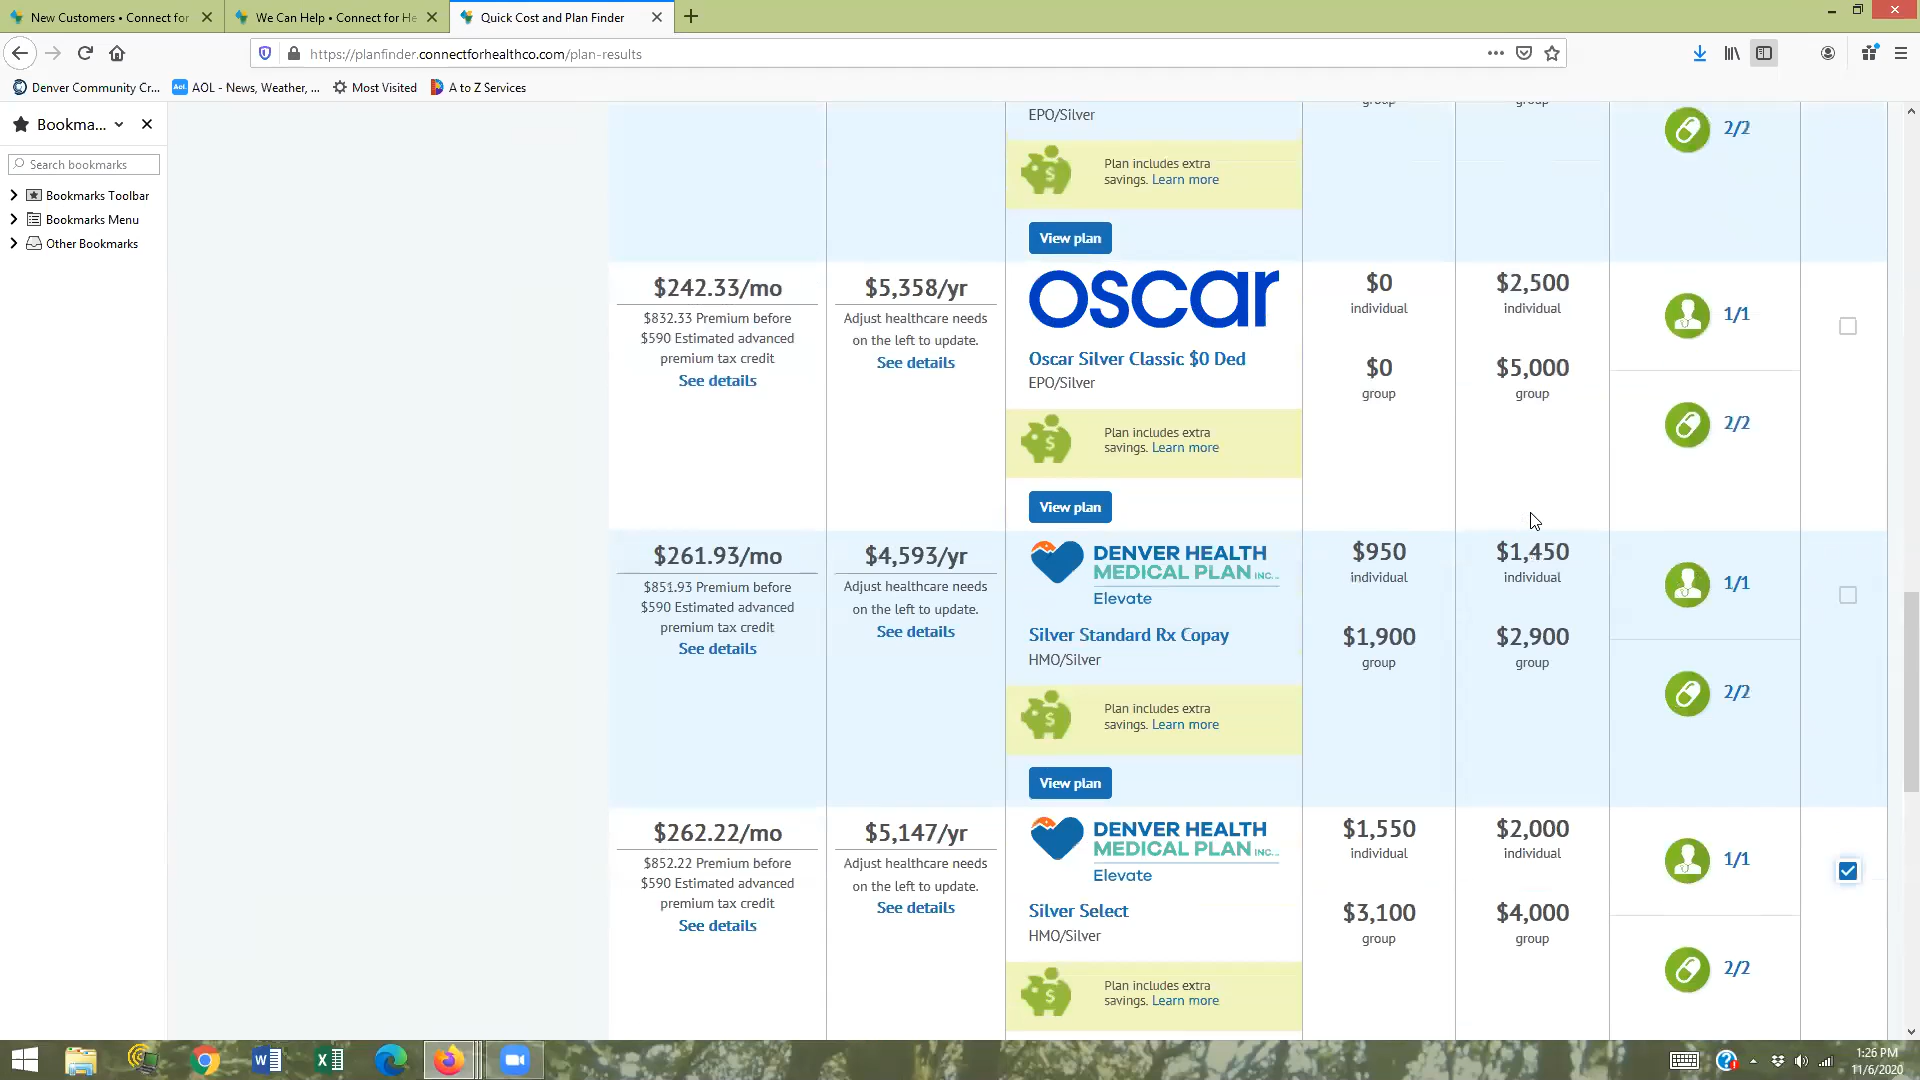 New Customers • Connect for
We Can Help • Connect for He
Quick Cost and Plan Finder
https://planfinder.connectforhealthco.com/plan-results
Denver Community Cr...
AOL - News, Weather, ...
Most Visited
A to Z Services
Bookma...
Search bookmarks
Bookmarks Toolbar
Bookmarks Menu
Other Bookmarks
EPO/Silver
group
group
2/2
Plan includes extra
savings. Learn more
View plan
$242.33/mo
$832.33 Premium before
$590 Estimated advanced
premium tax credit
See details
$5,358/yr
Adjust healthcare needs
on the left to update.
See details
oscar
Oscar Silver Classic $0 Ded
EPO/Silver
Plan includes extra
savings. Learn more
View plan
$0
individual
$0
group
$2,500
individual
$5,000
group
1/1
2/2
$261.93/mo
$851.93 Premium before
$590 Estimated advanced
premium tax credit
See details
$4,593/yr
Adjust healthcare needs
on the left to update.
See details
DENVER HEALTH
MEDICAL PLAN INC.™
Elevate
Silver Standard Rx Copay
HMO/Silver
Plan includes extra
savings. Learn more
View plan
$950
individual
$1,900
group
$1,450
individual
$2,900
group
1/1
2/2
$262.22/mo
$852.22 Premium before
$590 Estimated advanced
premium tax credit
See details
$5,147/yr
Adjust healthcare needs
on the left to update.
See details
DENVER HEALTH
MEDICAL PLAN INC.™
Elevate
Silver Select
HMO/Silver
Plan includes extra
savings. Learn more
$1,550
individual
$3,100
group
$2,000
individual
$4,000
group
1/1
2/2
1:26 PM
11/6/2020